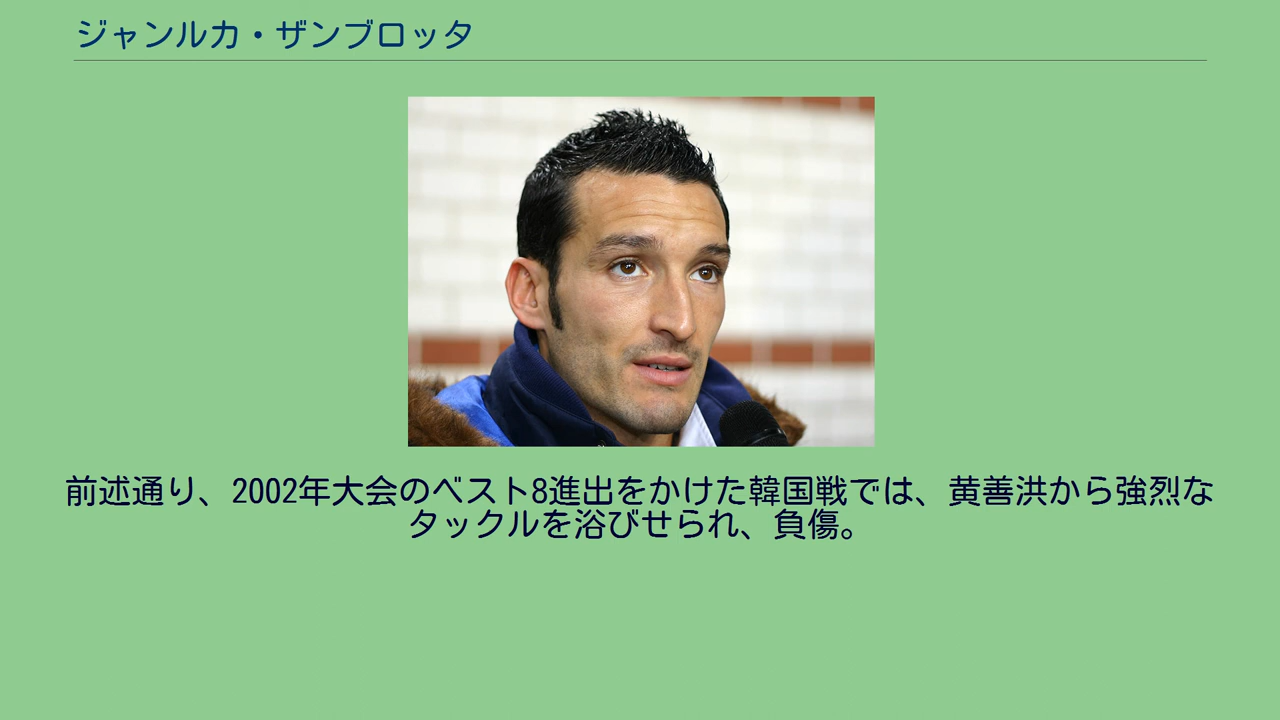 ジャンルカ・ザンブロッタ
前述通り、2002年大会のベスト8進出をかけた韓国戦では、黄善洪から強烈な
タックルを浴びせられ、負傷。